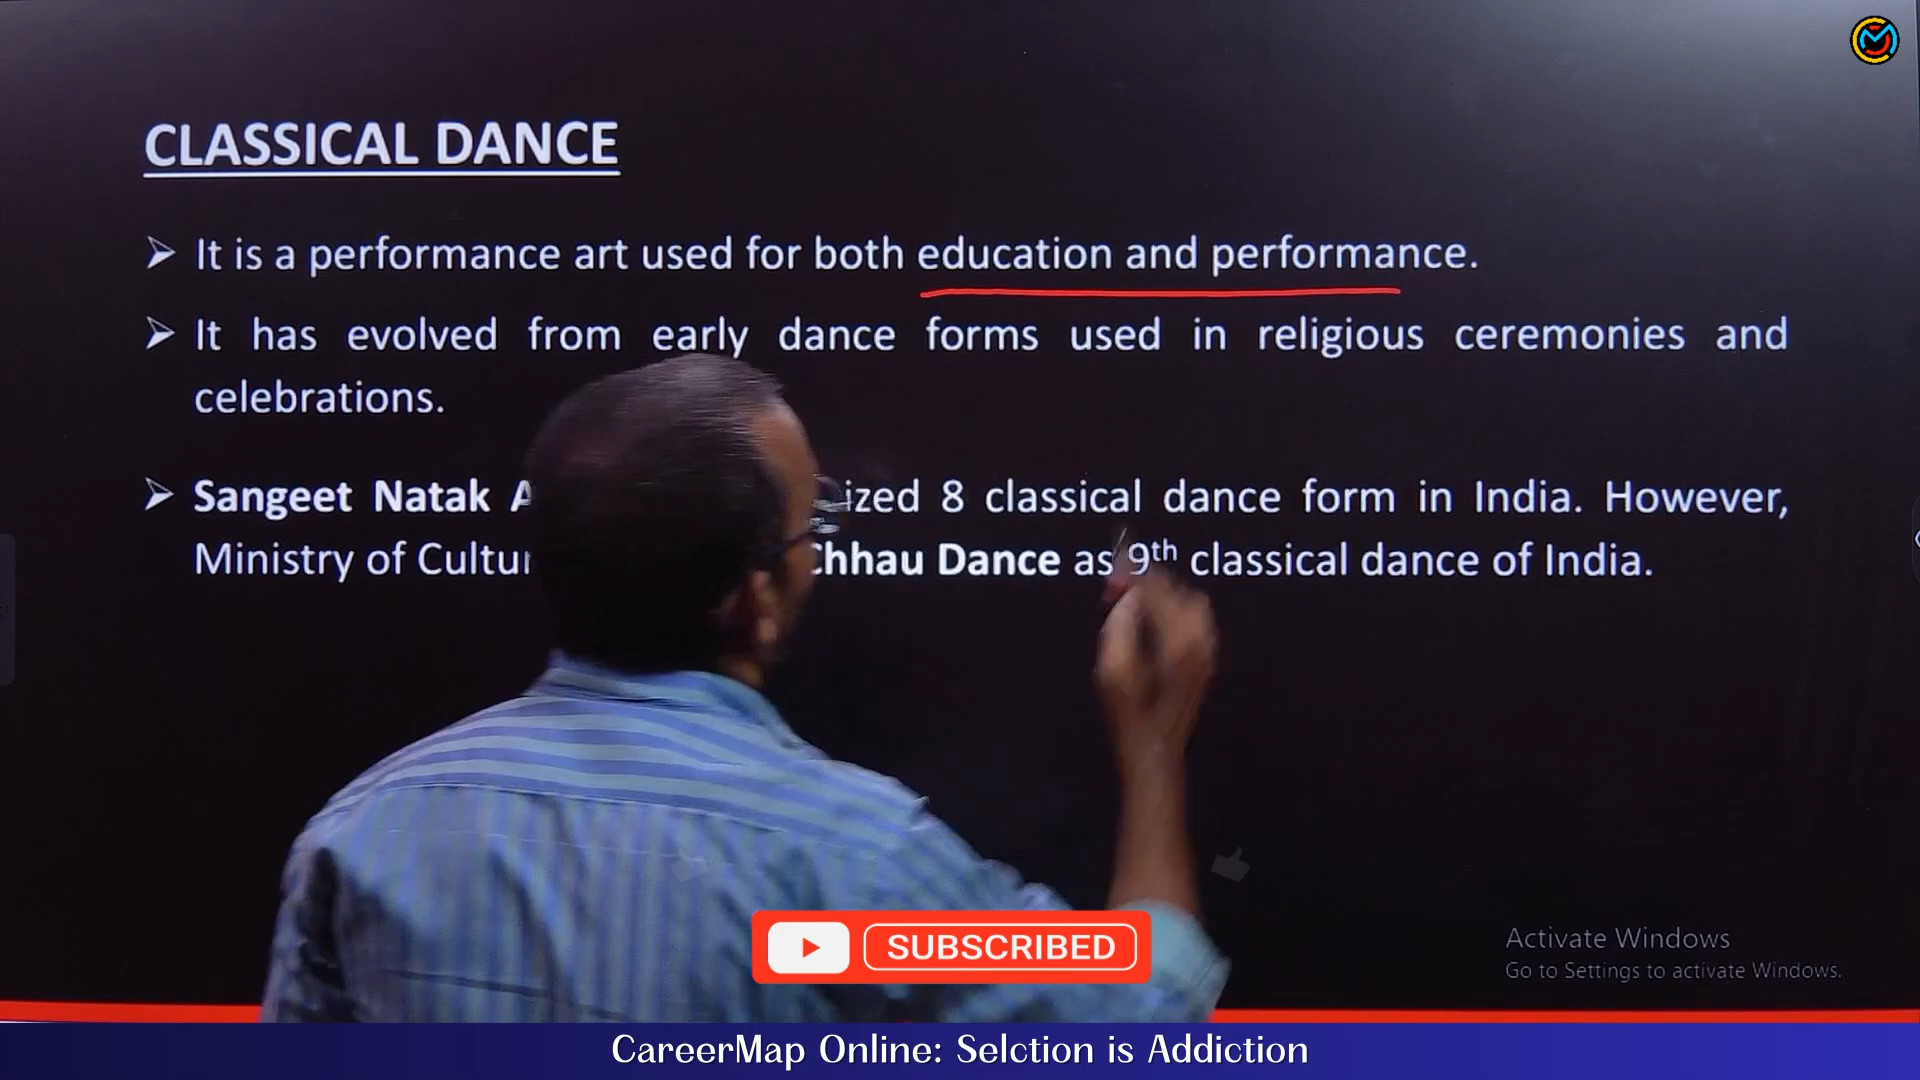 CLASSICAL DANCE
It is a performance art used for both education and performance.
It has evolved from early dance forms used in religious ceremonies and
celebrations.
Sangeet Natak 8 classical dance form in India. However,
Ministry of Chhau Dance as 9th classical dance of India.
SUBSCRIBED
Activate Windows
Go to Settings to activate Windows.
CareerMap Online: Selction is Addiction